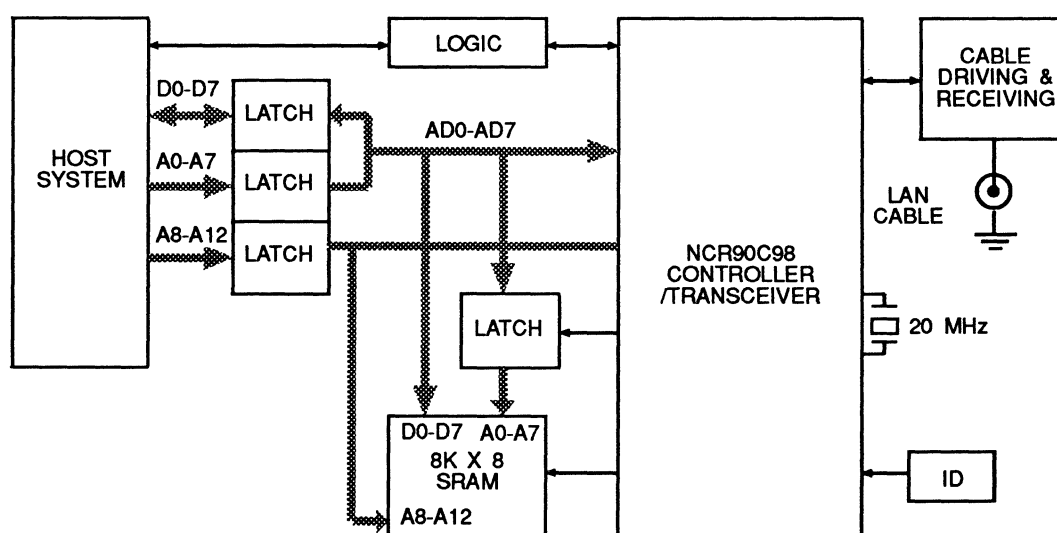 LOGIC
CABLE
DRIVING &
RECEIVING
D0-D7
LATCH
AD0-AD7
HOST
SYSTEM
A0-A7
LATCH
LAN
CABLE
A8-A12
LATCH
NCR90C98
CONTROLLER
/TRANSCEIVER
LATCH
20 MHz
D0-D7 A0-A7
8K X 8
SRAM
ID
A8-A12